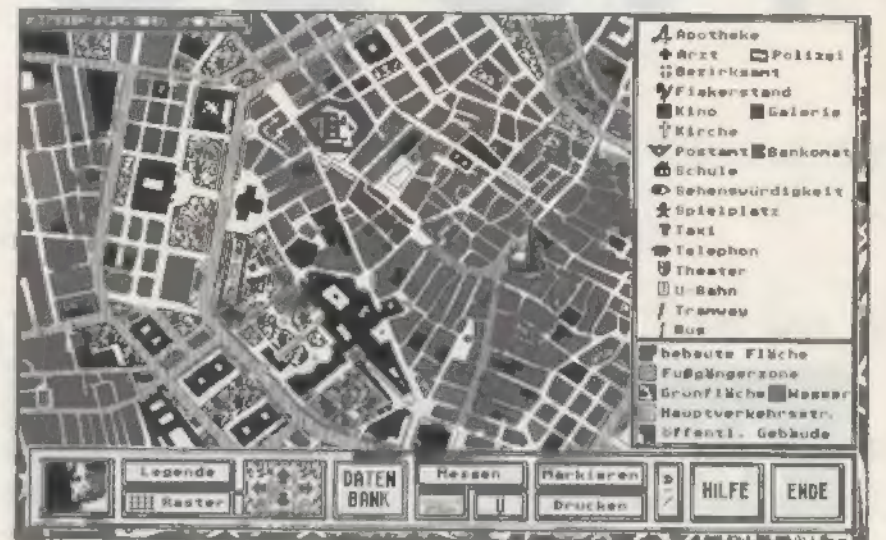 Apotheke
Arzt Polizei
Bezirksamt
Fiakerstand
Kino Galerie
Kirche
Postamt Bankomat
Schule
Sehenswürdigkeit
Spielplatz
Taxi
Telephon
Theater
U-Bahn
Tramway
Bus
bebaute Fläche
Fußgängerzone
Grünfläche Wasser
Hauptverkehrsstr.
öffentl. Gebäude
Legende
Raster
DATEN
BANK
Messen
U
Markieren
Drucken
HILFE
ENDE